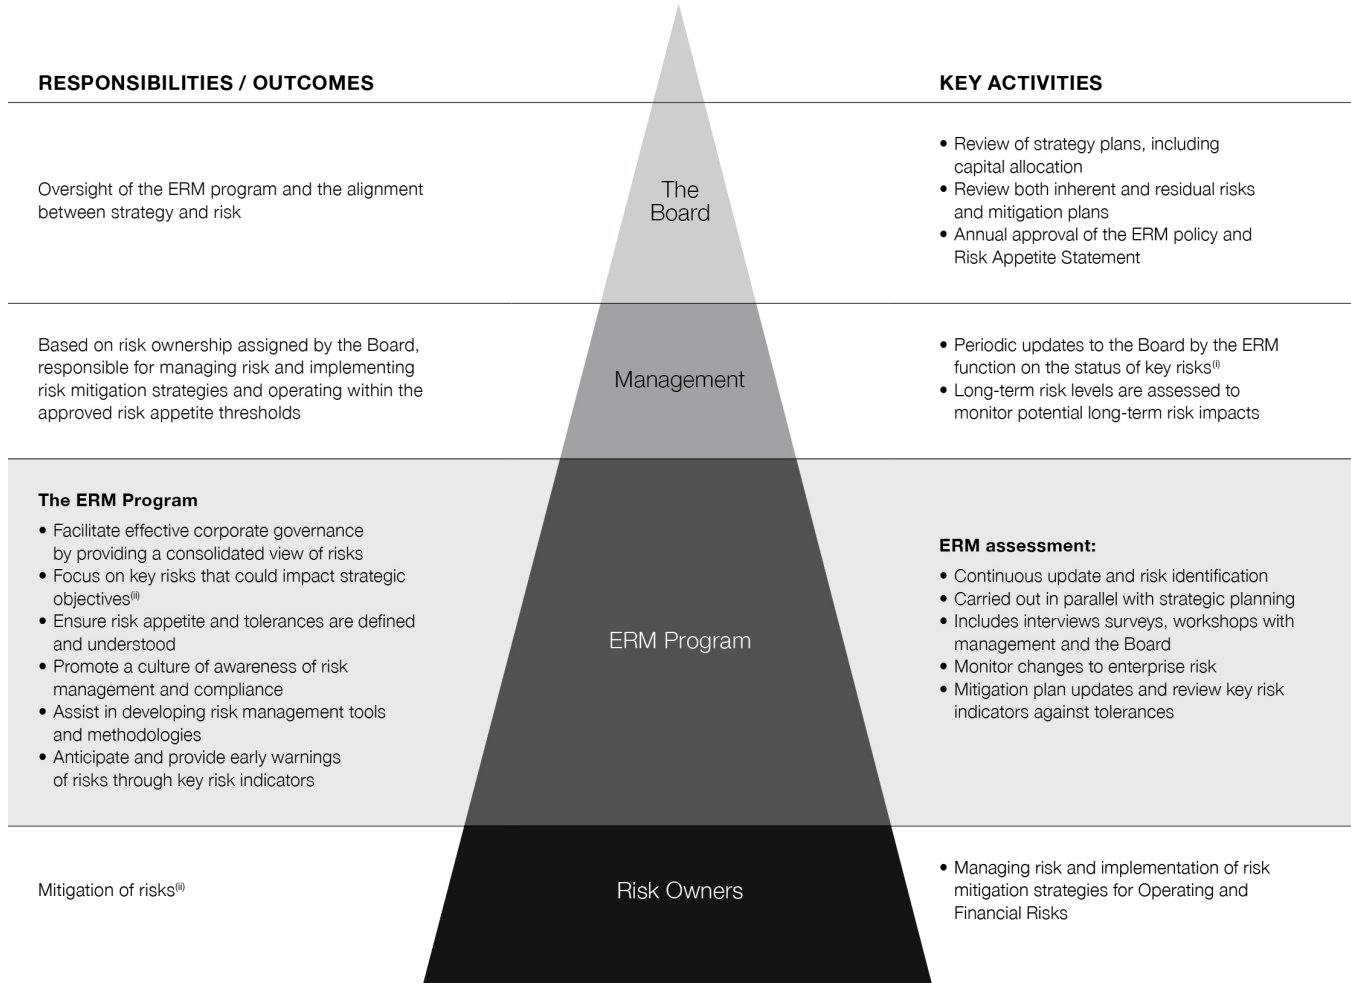 RESPONSIBILITIES / OUTCOMES
KEY ACTIVITIES
Oversight of the ERM program and the alignment
between strategy and risk
The
Board
• Review of strategy plans, including
capital allocation
• Review both inherent and residual risks
and mitigation plans
• Annual approval of the ERM policy and
Risk Appetite Statement
Based on risk ownership assigned by the Board,
responsible for managing risk and implementing
risk mitigation strategies and operating within the
approved risk appetite thresholds
Management
• Periodic updates to the Board by the ERM
function on the status of key risks(i)
• Long-term risk levels are assessed to
monitor potential long-term risk impacts
The ERM Program
• Facilitate effective corporate governance
by providing a consolidated view of risks
• Focus on key risks that could impact strategic
objectives(ii)
• Ensure risk appetite and tolerances are defined
and understood
• Promote a culture of awareness of risk
management and compliance
• Assist in developing risk management tools
and methodologies
• Anticipate and provide early warnings
of risks through key risk indicators
ERM Program
ERM assessment:
• Continuous update and risk identification
• Carried out in parallel with strategic planning
• Includes interviews surveys, workshops with
management and the Board
• Monitor changes to enterprise risk
• Mitigation plan updates and review key risk
indicators against tolerances
Mitigation of risks(iii)
Risk Owners
• Managing risk and implementation of risk
mitigation strategies for Operating and
Financial Risks